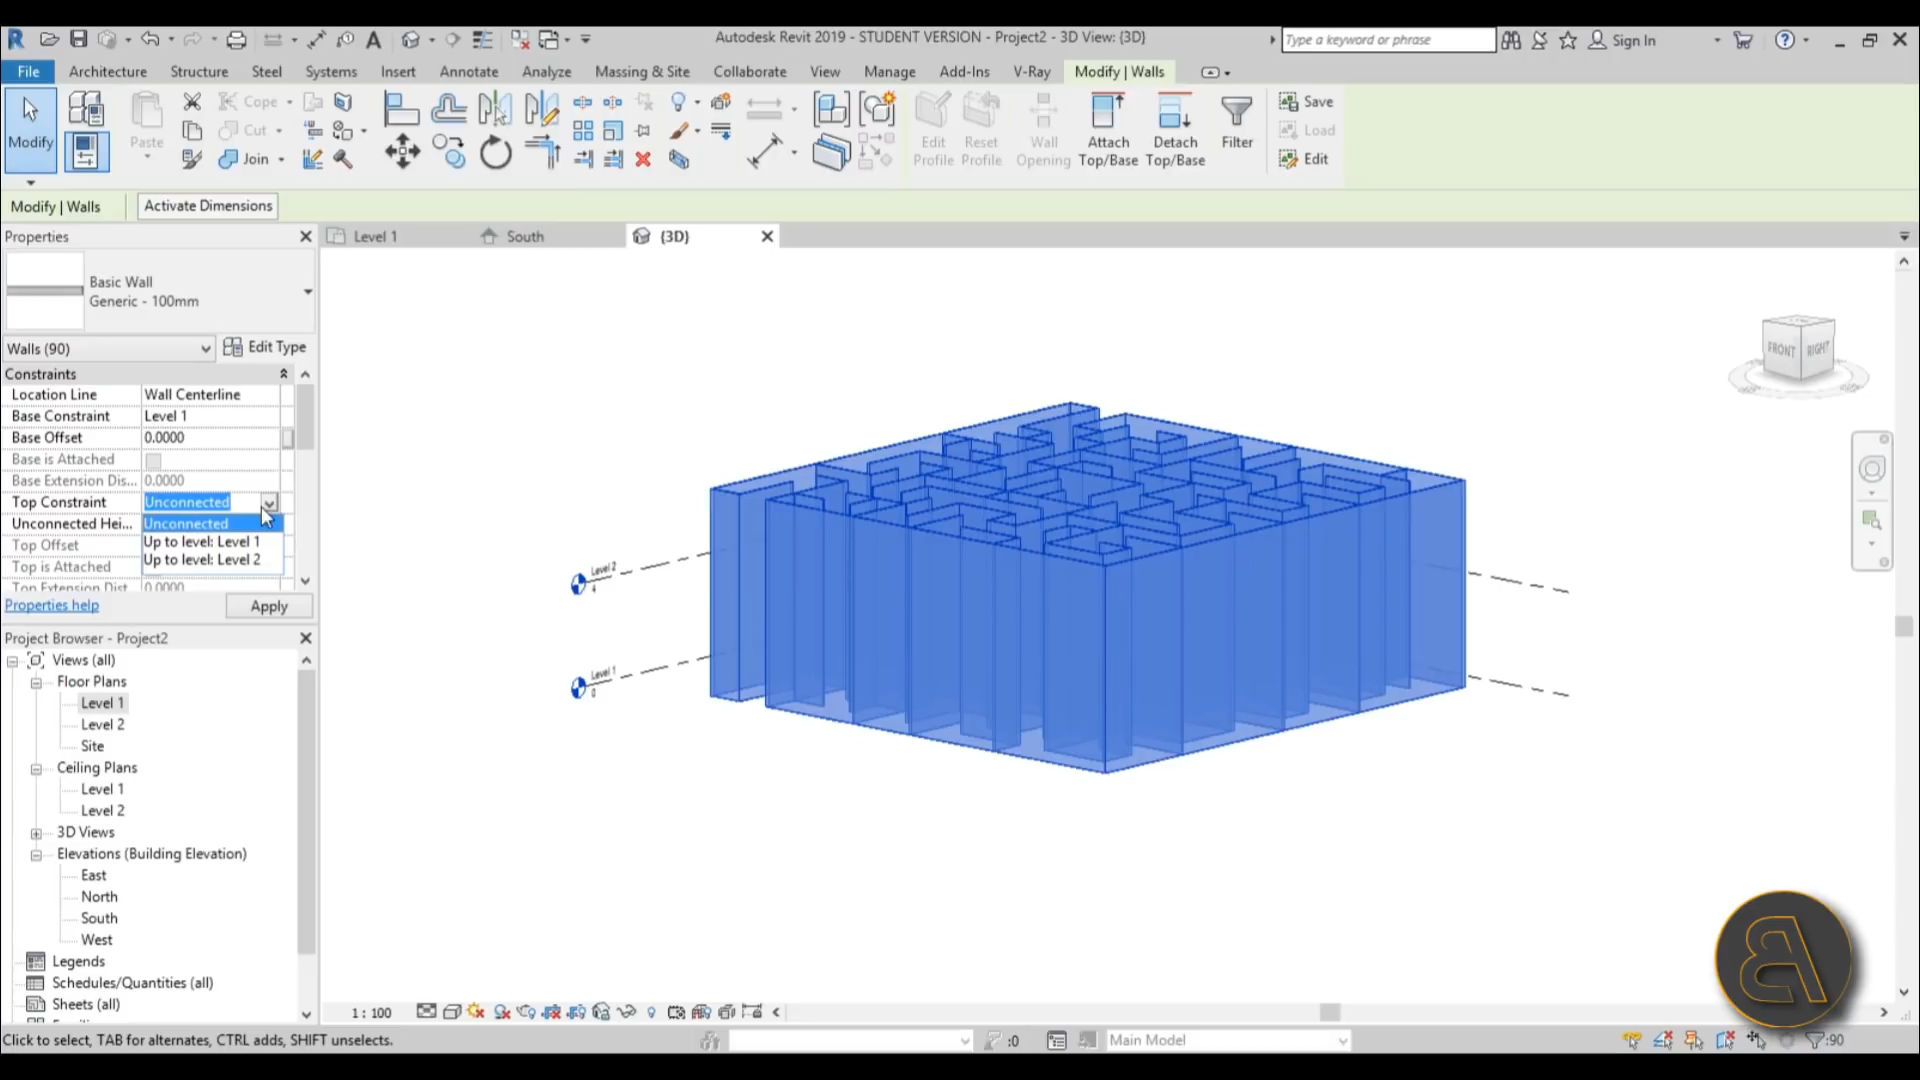 Autodesk Revit 2019 - STUDENT VERSION - Project2 - 3D View: {3D}
Type a keyword or phrase
Sign In
File Architecture Structure Steel Systems Insert Annotate Analyze Massing & Site Collaborate View Manage Add-Ins V-Ray Modify | Walls
Modify
Paste
Cope
Cut
Join
Edit Profile
Reset Profile
Wall Opening
Attach Top/Base
Detach Top/Base
Filter
Save
Load
Edit
Modify | Walls Activate Dimensions
Properties
Level 1 South {3D}
Basic Wall
Generic - 100mm
Walls (90) Edit Type
Constraints
Location Line Wall Centerline
Base Constraint Level 1
Base Offset 0.0000
Base is Attached
Base Extension Dis... 0.0000
Top Constraint Unconnected
Unconnected Hei... Unconnected
Up to level: Level 1
Top Offset
Up to level: Level 2
Top is Attached
Top Extension Dist... 0.0000
Properties help Apply
Project Browser - Project2
Views (all)
Floor Plans
Level 1
Level 2
Site
Ceiling Plans
Level 1
Level 2
3D Views
Elevations (Building Elevation)
East
North
South
West
Legends
Schedules/Quantities (all)
Sheets (all)
Level 2
4
Level 1
0
FRONT RIGHT
1 : 100
Click to select, TAB for alternates, CTRL adds, SHIFT unselects.
:0
Main Model
:90